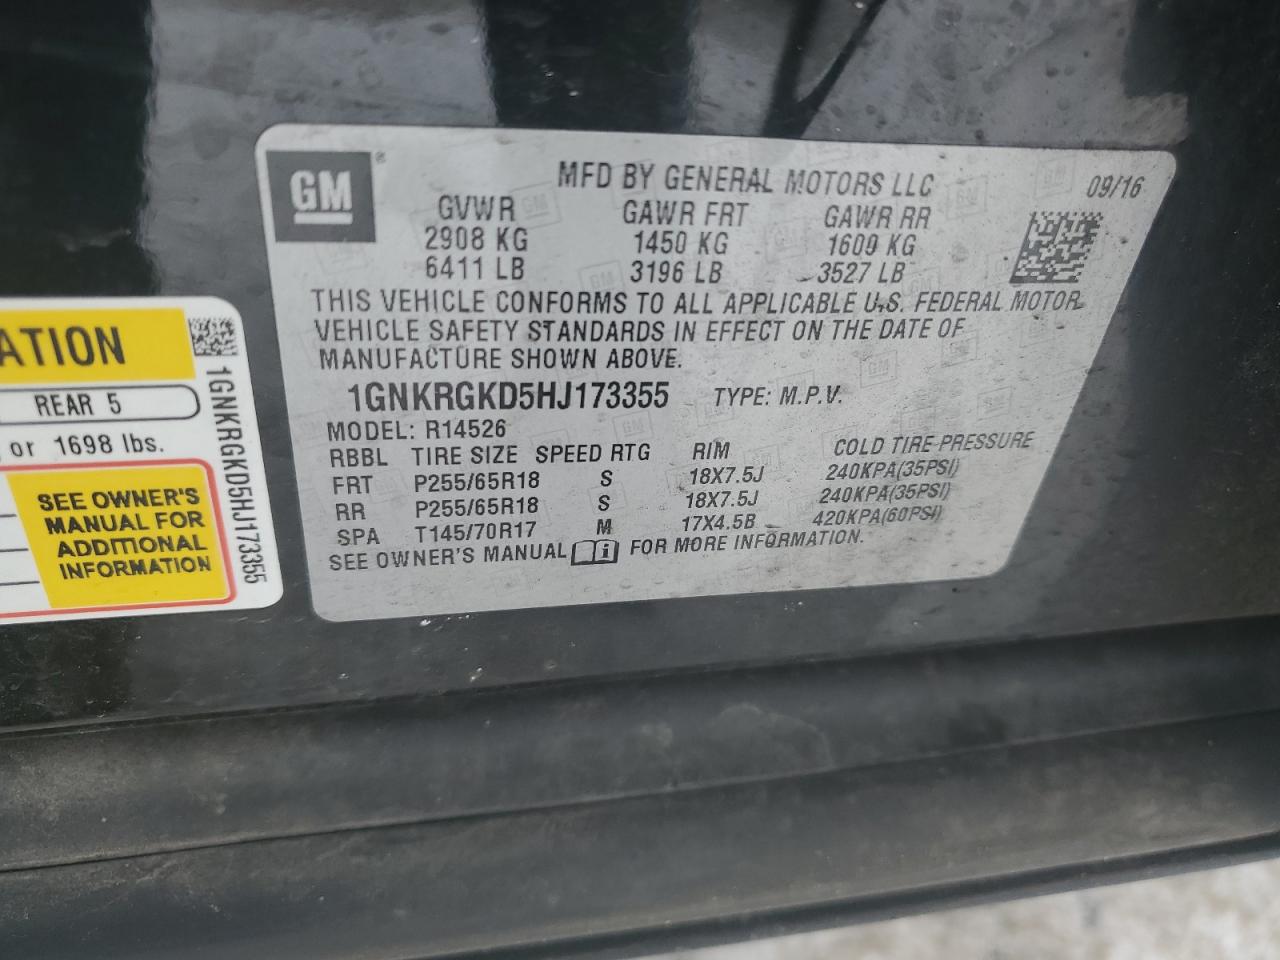 GM®
MFD BY GENERAL MOTORS LLC
09/16
GVWR GAWR FRT GAWR RR
2908 KG 1450 KG 1600 KG
6411 LB 3196 LB 3527 LB
THIS VEHICLE CONFORMS TO ALL APPLICABLE U.S. FEDERAL MOTOR
VEHICLE SAFETY STANDARDS IN EFFECT ON THE DATE OF
MANUFACTURE SHOWN ABOVE.
1GNKRGKD5HJ173355 TYPE: M.P.V.
MODEL: R14526
RBBL TIRE SIZE SPEED RTG RIM COLD TIRE PRESSURE
FRT P255/65R18 S 18X7.5J 240KPA(35PSI)
RR P255/65R18 S 18X7.5J 240KPA(35PSI)
SPA T145/70R17 M 17X4.5B 420KPA(60PSI)
SEE OWNER'S MANUAL FOR MORE INFORMATION.
ATION
REAR 5
or 1698 lbs.
SEE OWNER'S
MANUAL FOR
ADDITIONAL
INFORMATION
1GNKRGKD5HJ173355